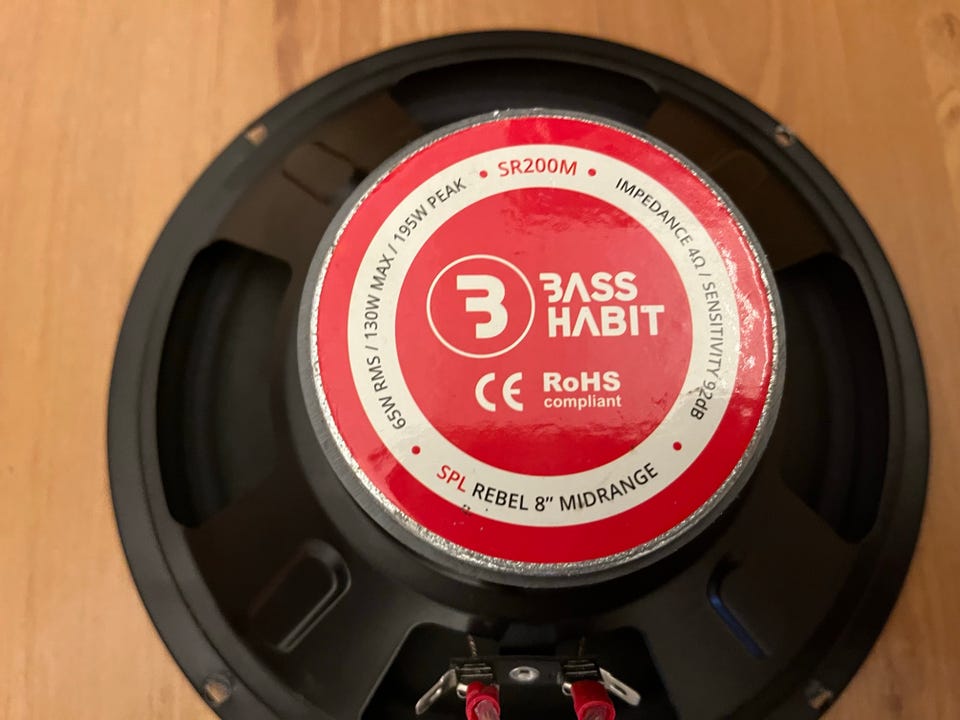 65W RMS / 130W MAX / 195W PEAK • SR200M • IMPEDANCE 4Ω / SENSITIVITY 92dB
B BASS
HABIT
CE RoHS
compliant
• SPL REBEL 8” MIDRANGE •